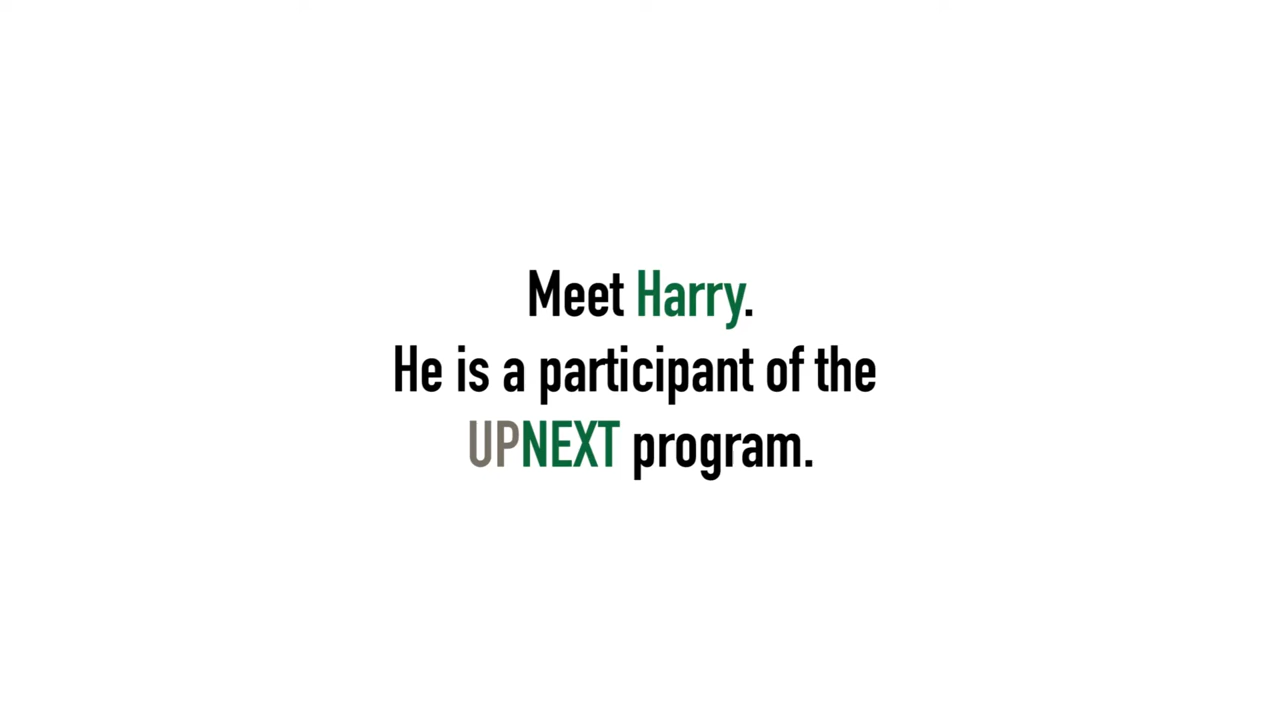 Meet Harry.
He is a participant of the
UPNEXT program.